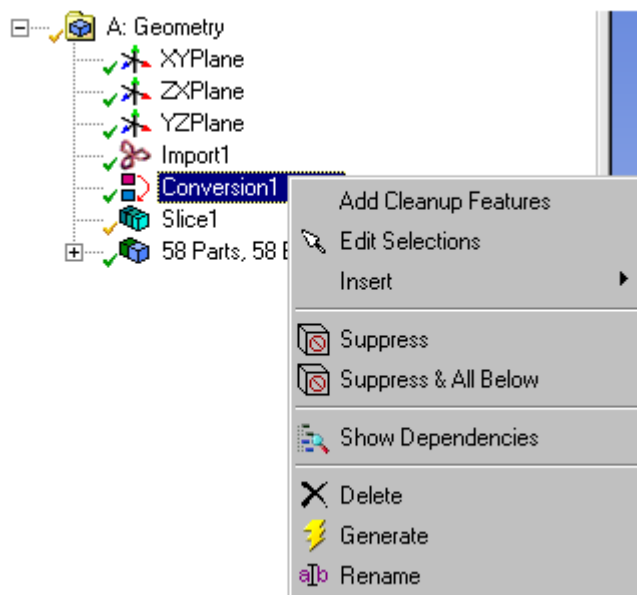 A: Geometry
XYPlane
ZXPlane
YZPlane
Import1
Conversion1
Slice1
58 Parts, 58
Add Cleanup Features
Edit Selections
Insert
Suppress
Suppress & All Below
Show Dependencies
Delete
Generate
a b Rename